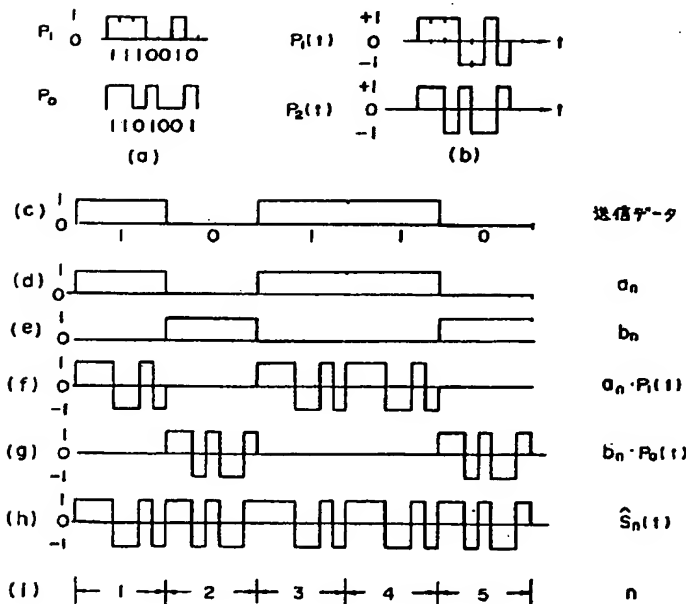 P₁ 1 0
1110010
P₀
1101001
(a)
P₁(t) +1 0 −1 t
P₂(t) +1 0 −1 t
(b)
(c) 1 0 1 0 1 1 0 送信データ
(d) 1 0 aₙ
(e) 1 0 bₙ
(f) 1 0 −1 aₙ·P₁(t)
(g) 1 0 −1 bₙ·P₀(t)
(h) 1 0 −1 Ŝₙ(t)
(i) 1 2 3 4 5 n